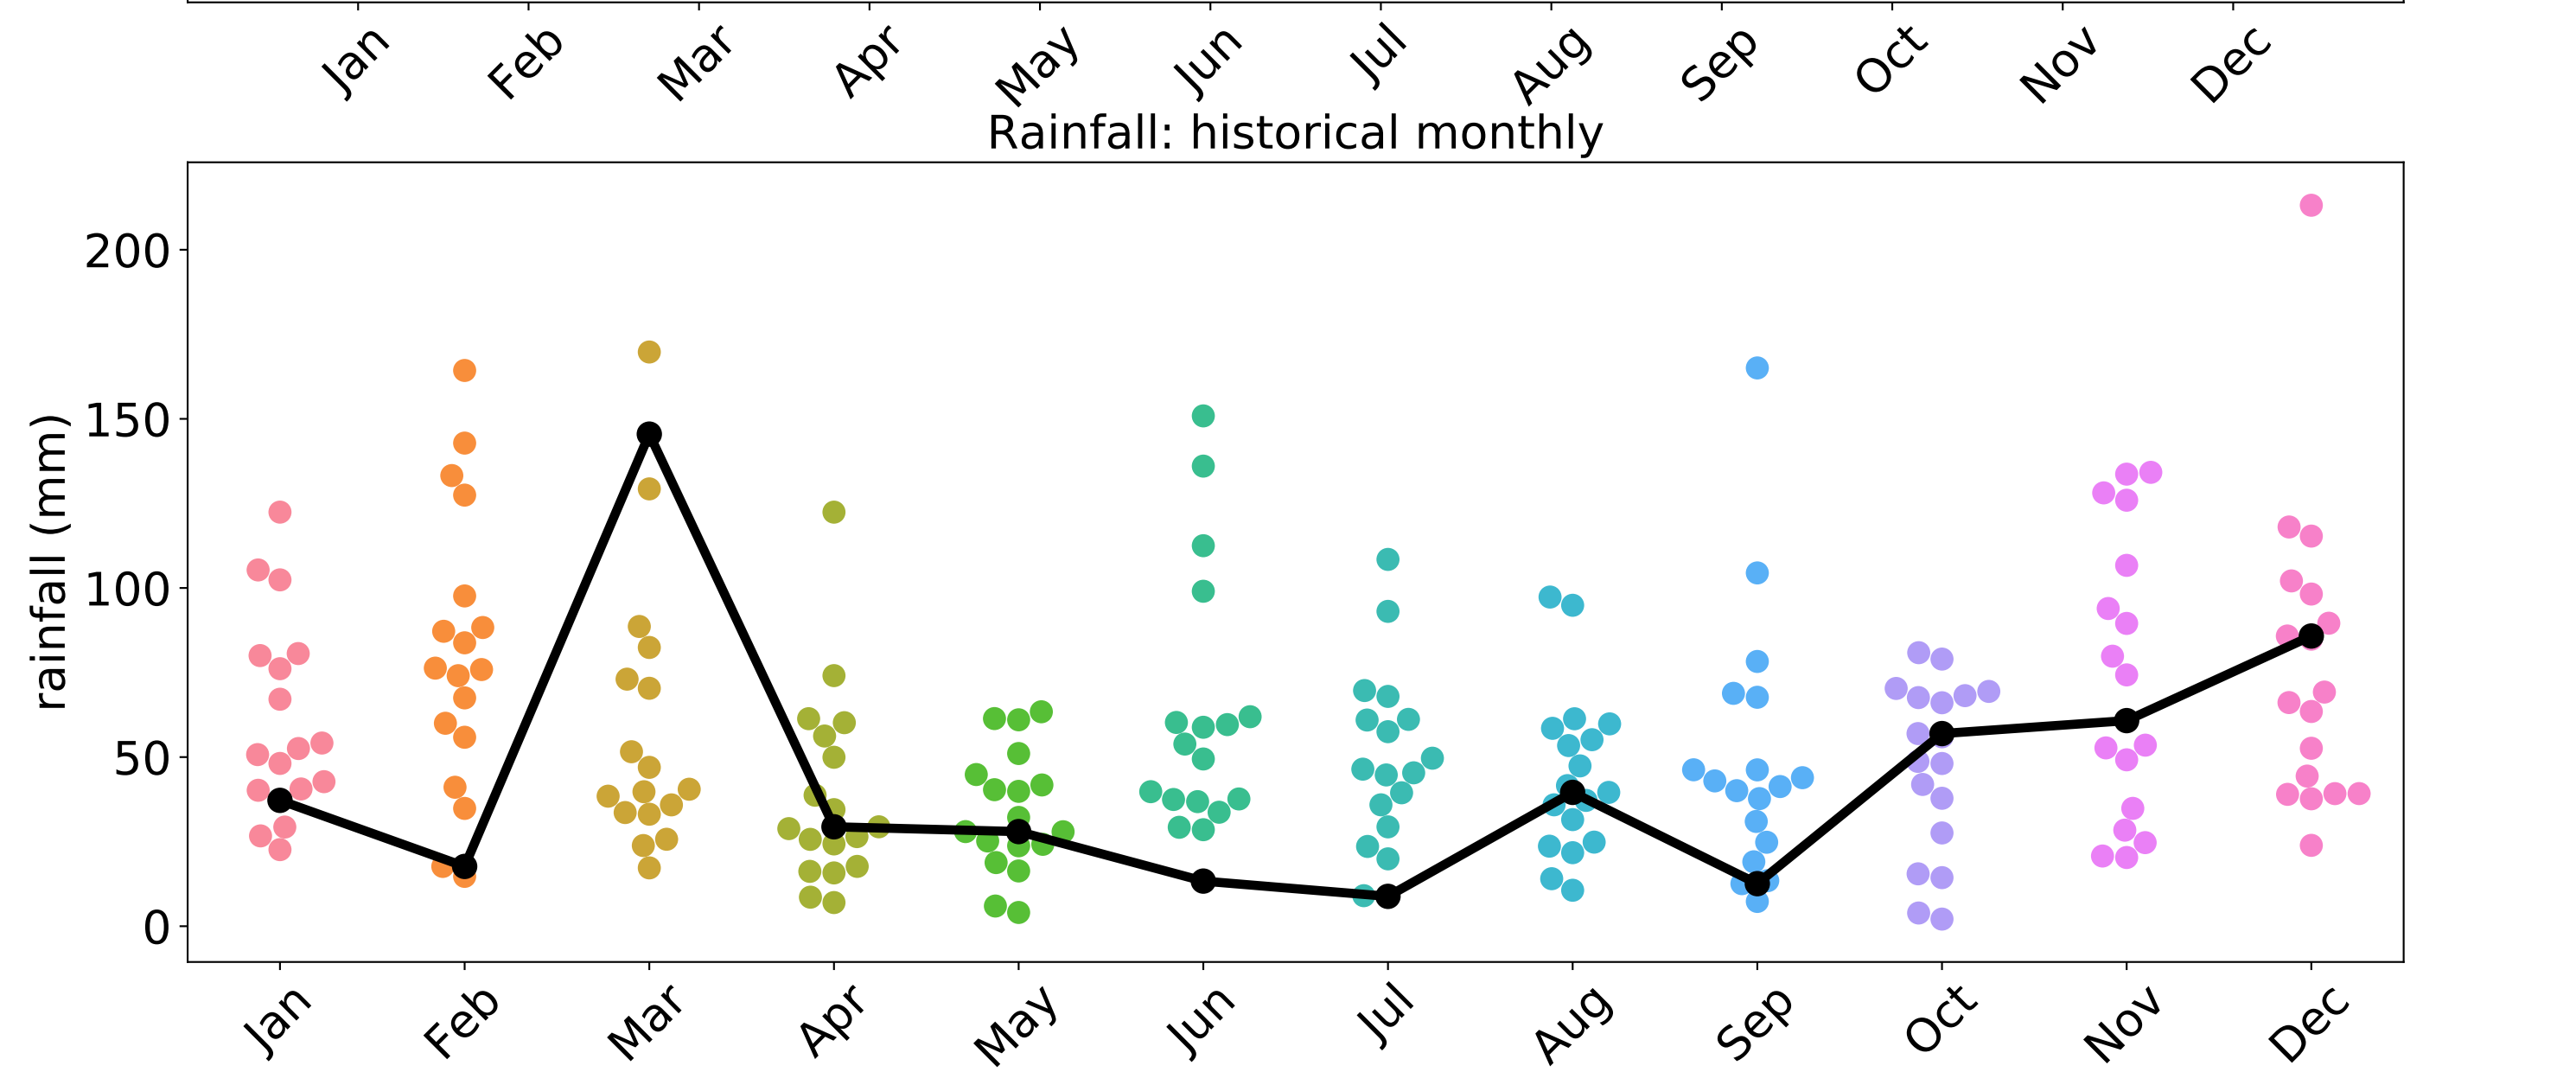 Jan Feb Mar Apr May Jun Jul Aug Sep Oct Nov Dec
Rainfall: historical monthly
rainfall (mm)
200
150
100
50
0
Jan Feb Mar Apr May Jun Jul Aug Sep Oct Nov Dec